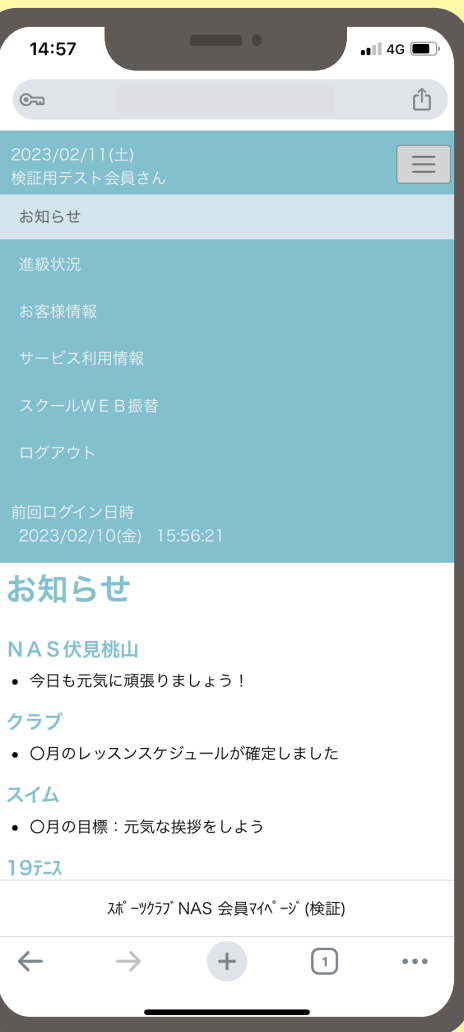 14:57
4G
2023/02/11(土)
検証用テスト会員さん
お知らせ
進級状況
お客様情報
サービス利用情報
スクールＷＥＢ振替
ログアウト
前回ログイン日時
2023/02/10(金) 15:56:21
お知らせ
ＮＡＳ伏見桃山
• 今日も元気に頑張りましょう！
クラブ
• 〇月のレッスンスケジュールが確定しました
スイム
• 〇月の目標：元気な挨拶をしよう
19ﾃﾆｽ
ｽﾎﾟｰﾂｸﾗﾌﾞ NAS 会員ﾏｲﾍﾟｰｼﾞ (検証)
1